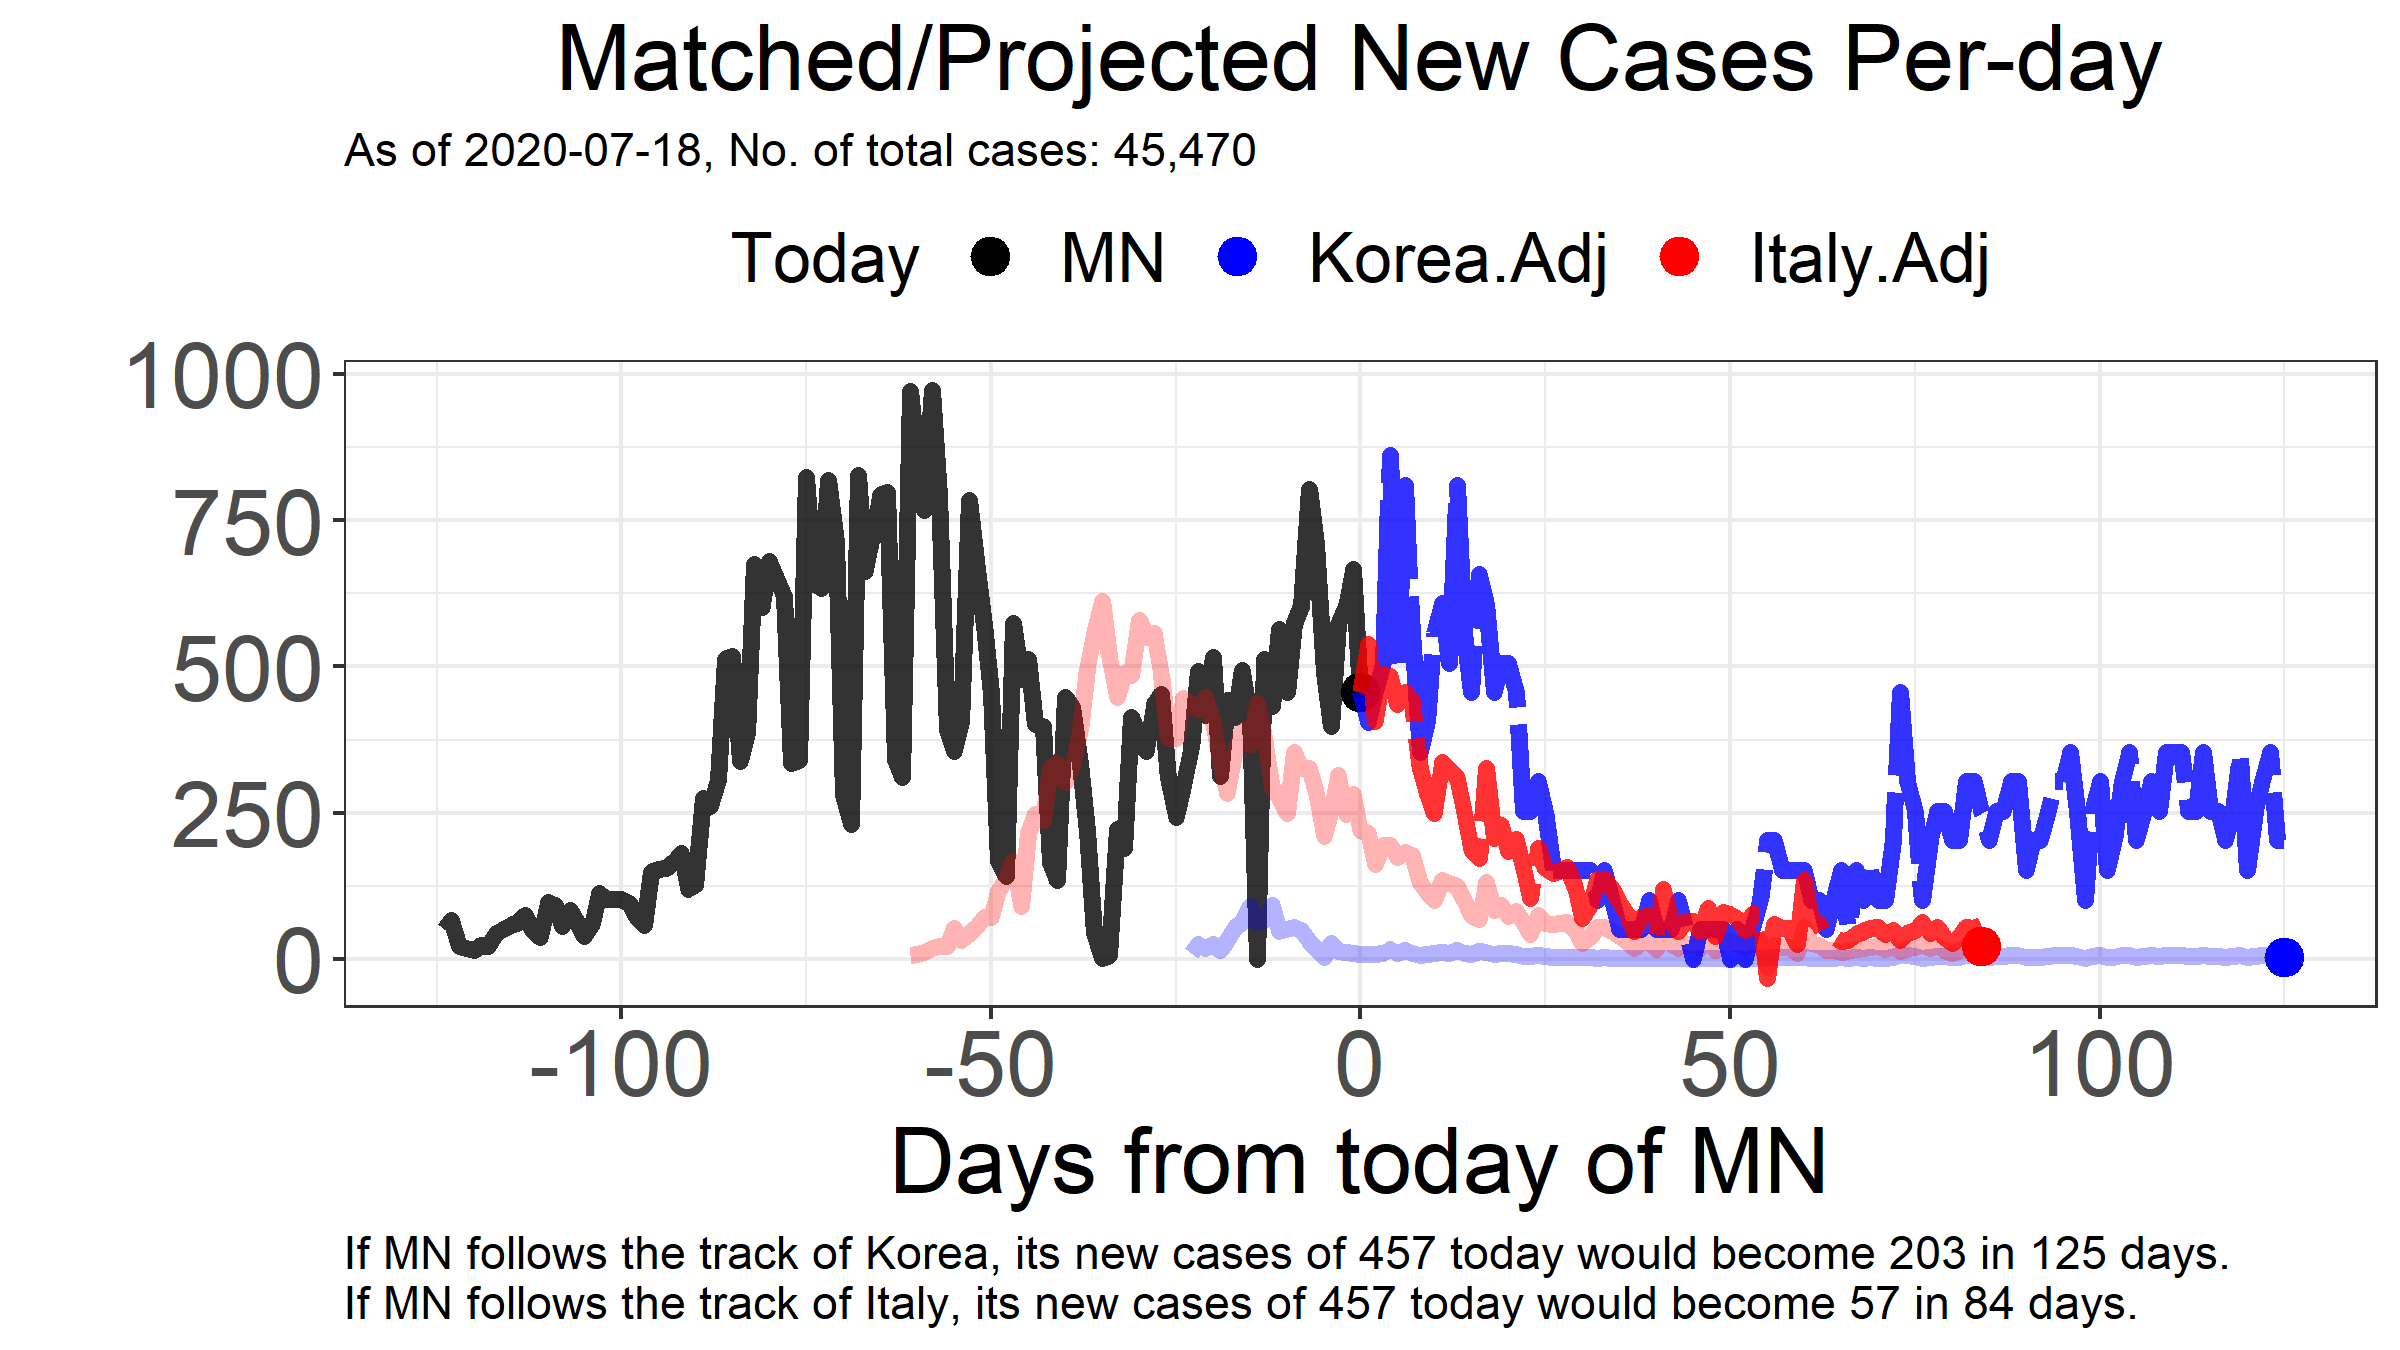 Matched/Projected New Cases Per-day
As of 2020-07-18, No. of total cases: 45,470
Today MN Korea.Adj Italy.Adj
1000
750
500
250
0
-100 -50 0 50 100
Days from today of MN
If MN follows the track of Korea, its new cases of 457 today would become 203 in 125 days.
If MN follows the track of Italy, its new cases of 457 today would become 57 in 84 days.